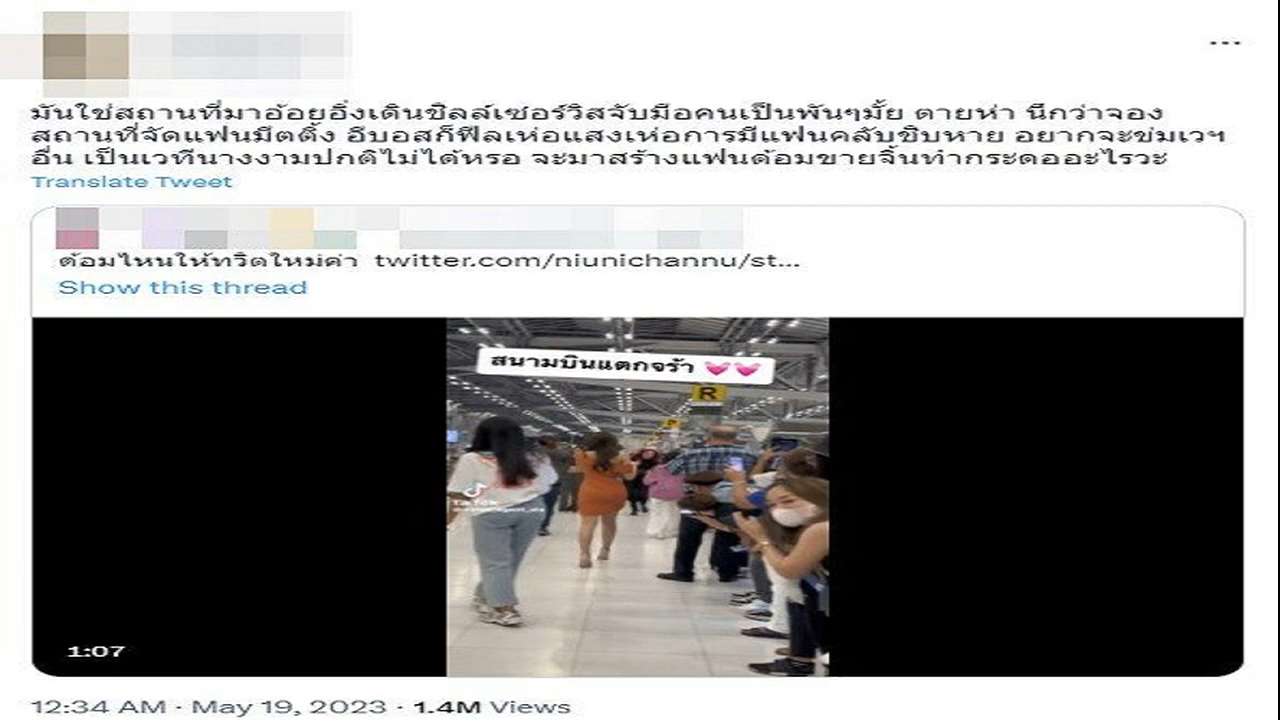 มันใช่สถานที่มาอ้อยอิ่งเดินชิลล์เซอร์วิสจับมือคนเป็นพันๆมั้ย ตายห่า นึกว่าจอง
สถานที่จัดแฟนมีตติ้ง อีบอสก็ฟีลเห่อแสงเห่อการมีแฟนคลับชิบหาย อยากจะข่มเวฯ
อื่น เป็นเวทีนางงามปกติไม่ได้หรอ จะมาสร้างแฟนด้อมขายจิ้นทำกระดออะไรวะ
Translate Tweet
ด้อมไหนให้ทวิตใหม่ค่า twitter.com/niunichannu/st...
Show this thread
สนามบินแตกจร้า
R
TikTok
1:07
12:34 AM · May 19, 2023 · 1.4M Views